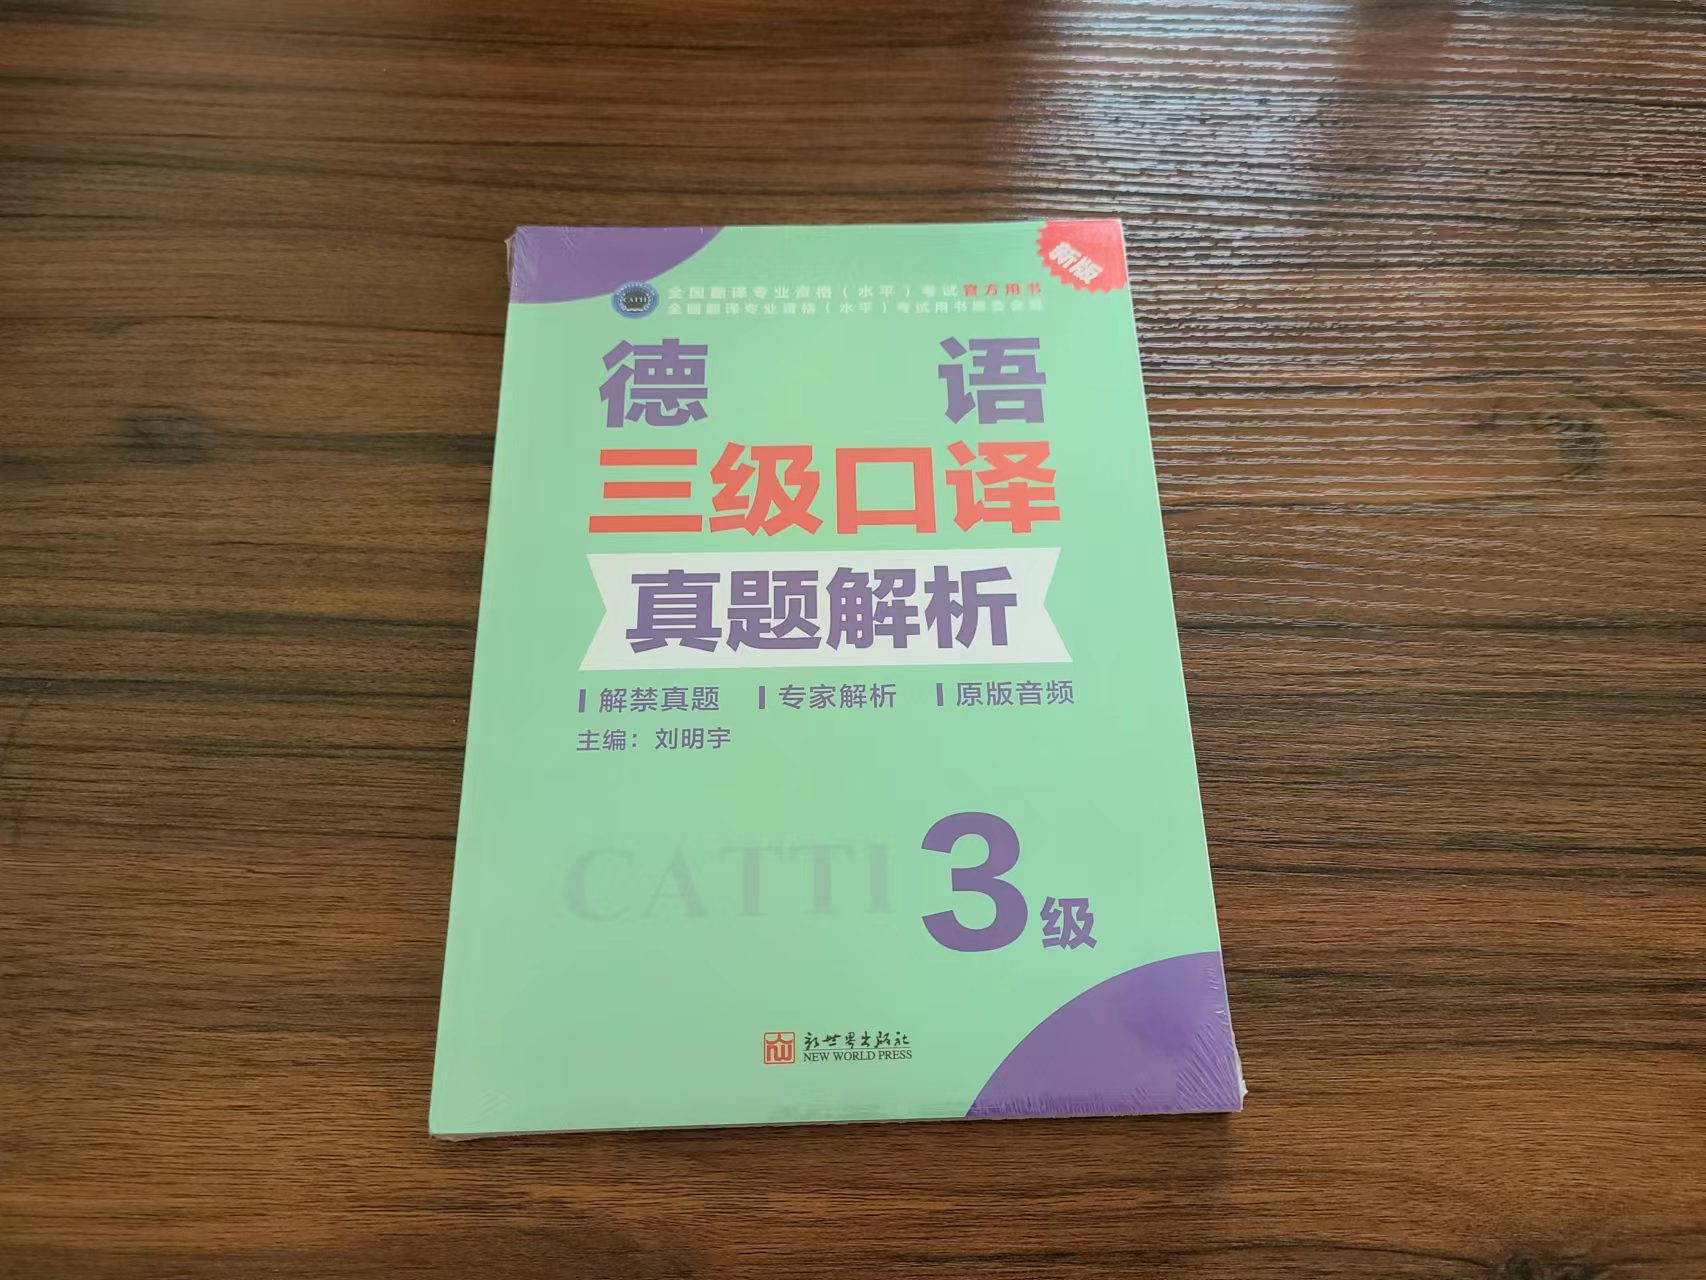 新版
CATTI
全国翻译专业资格（水平）考试官方用书
全国翻译专业资格（水平）考试用书编委会编
德语
三级口译
真题解析
解禁真题 专家解析 原版音频
主编：刘明宇
CATTI
3级
新世界出版社
NEW WORLD PRESS